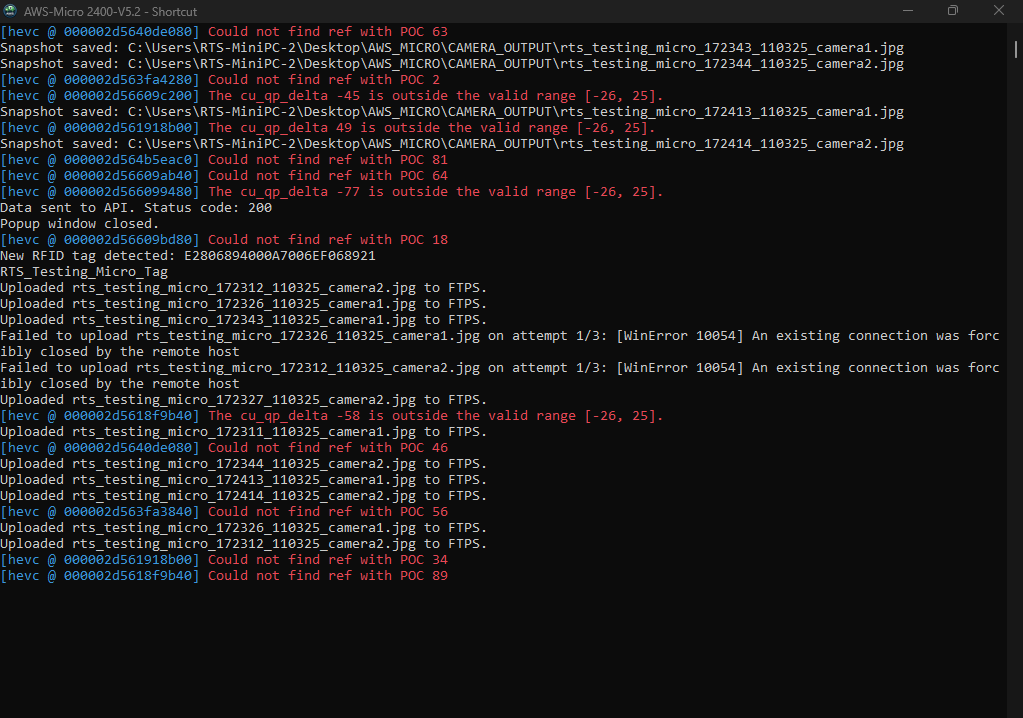 AWS-Micro 2400-V5.2 - Shortcut
[hevc @ 000002d5640de080] Could not find ref with POC 63
Snapshot saved: C:\Users\RTS-MiniPC-2\Desktop\AWS_MICRO\CAMERA_OUTPUT\rts_testing_micro_172343_110325_camera1.jpg
Snapshot saved: C:\Users\RTS-MiniPC-2\Desktop\AWS_MICRO\CAMERA_OUTPUT\rts_testing_micro_172344_110325_camera2.jpg
[hevc @ 000002d563fa4280] Could not find ref with POC 2
[hevc @ 000002d56609c200] The cu_qp_delta -45 is outside the valid range [-26, 25].
Snapshot saved: C:\Users\RTS-MiniPC-2\Desktop\AWS_MICRO\CAMERA_OUTPUT\rts_testing_micro_172413_110325_camera1.jpg
[hevc @ 000002d561918b00] The cu_qp_delta 49 is outside the valid range [-26, 25].
Snapshot saved: C:\Users\RTS-MiniPC-2\Desktop\AWS_MICRO\CAMERA_OUTPUT\rts_testing_micro_172414_110325_camera2.jpg
[hevc @ 000002d564b5eac0] Could not find ref with POC 81
[hevc @ 000002d56609ab40] Could not find ref with POC 64
[hevc @ 000002d566099480] The cu_qp_delta -77 is outside the valid range [-26, 25].
Data sent to API. Status code: 200
Popup window closed.
[hevc @ 000002d56609bd80] Could not find ref with POC 18
New RFID tag detected: E2806894000A7006EF068921
RTS_Testing_Micro_Tag
Uploaded rts_testing_micro_172312_110325_camera2.jpg to FTPS.
Uploaded rts_testing_micro_172326_110325_camera1.jpg to FTPS.
Uploaded rts_testing_micro_172343_110325_camera1.jpg to FTPS.
Failed to upload rts_testing_micro_172326_110325_camera1.jpg on attempt 1/3: [WinError 10054] An existing connection was forc
ibly closed by the remote host
Failed to upload rts_testing_micro_172312_110325_camera2.jpg on attempt 1/3: [WinError 10054] An existing connection was forc
ibly closed by the remote host
Uploaded rts_testing_micro_172327_110325_camera2.jpg to FTPS.
[hevc @ 000002d5618f9b40] The cu_qp_delta -58 is outside the valid range [-26, 25].
Uploaded rts_testing_micro_172311_110325_camera1.jpg to FTPS.
[hevc @ 000002d5640de080] Could not find ref with POC 46
Uploaded rts_testing_micro_172344_110325_camera2.jpg to FTPS.
Uploaded rts_testing_micro_172413_110325_camera1.jpg to FTPS.
Uploaded rts_testing_micro_172414_110325_camera2.jpg to FTPS.
[hevc @ 000002d563fa3840] Could not find ref with POC 56
Uploaded rts_testing_micro_172326_110325_camera1.jpg to FTPS.
Uploaded rts_testing_micro_172312_110325_camera2.jpg to FTPS.
[hevc @ 000002d561918b00] Could not find ref with POC 34
[hevc @ 000002d5618f9b40] Could not find ref with POC 89